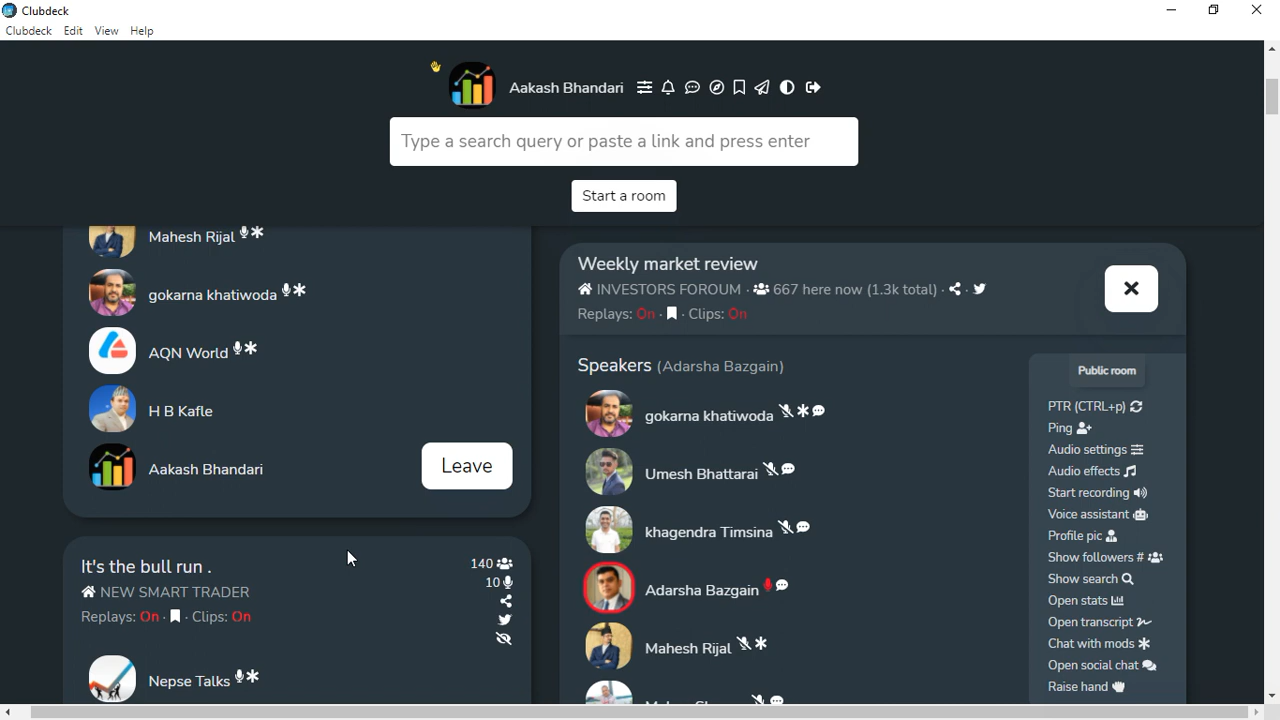 Clubdeck
Clubdeck Edit View Help
Aakash Bhandari
Type a search query or paste a link and press enter
Start a room
Mahesh Rijal
gokarna khatiwoda
AQN World
H B Kafle
Aakash Bhandari
Leave
It's the bull run .
NEW SMART TRADER
Replays: On · Clips: On
140
10
Nepse Talks
Weekly market review
INVESTORS FOROUM · 667 here now (1.3k total) · ·
Replays: On · Clips: On
Speakers (Adarsha Bazgain)
gokarna khatiwoda
Umesh Bhattarai
khagendra Timsina
Adarsha Bazgain
Mahesh Rijal
Public room
PTR (CTRL+p)
Ping
Audio settings
Audio effects
Start recording
Voice assistant
Profile pic
Show followers #
Show search
Open stats
Open transcript
Chat with mods
Open social chat
Raise hand